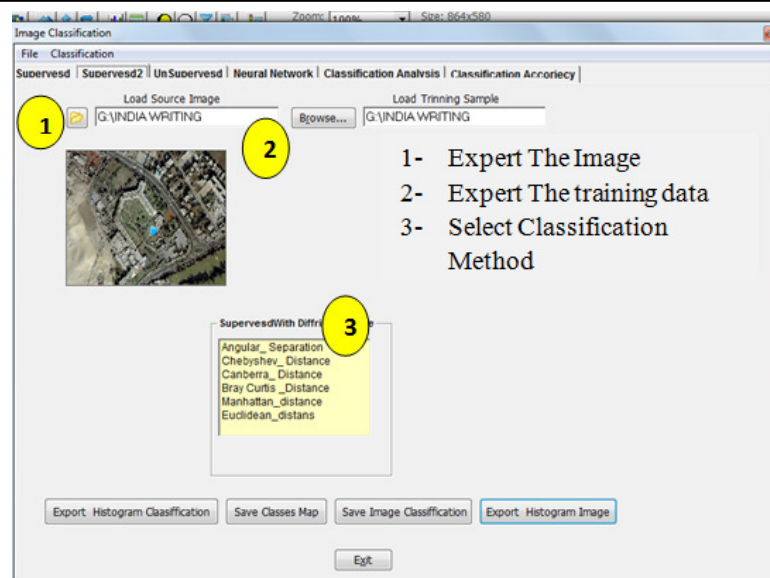 Zoom: 100% Size: 864x580
Image Classification
File Classification
Supervesd Supervesd2 UnSupervesd Neural Network Classification Analysis Classification Accoriecy
Load Source Image Load Trinning Sample
1 G:\INDIA WRITING Browse... G:\INDIA WRITING
2
1- Expert The Image
2- Expert The training data
3- Select Classification
Method
SupervesdWith 3
Angular_ Separation
Chebyshev_ Distance
Canberra_ Distance
Bray Curtis _Distance
Manhattan_distance
Euclidean_distans
Export Histogram Claasiffication Save Classes Map Save Image Classiffication Export Histogram Image
Exit